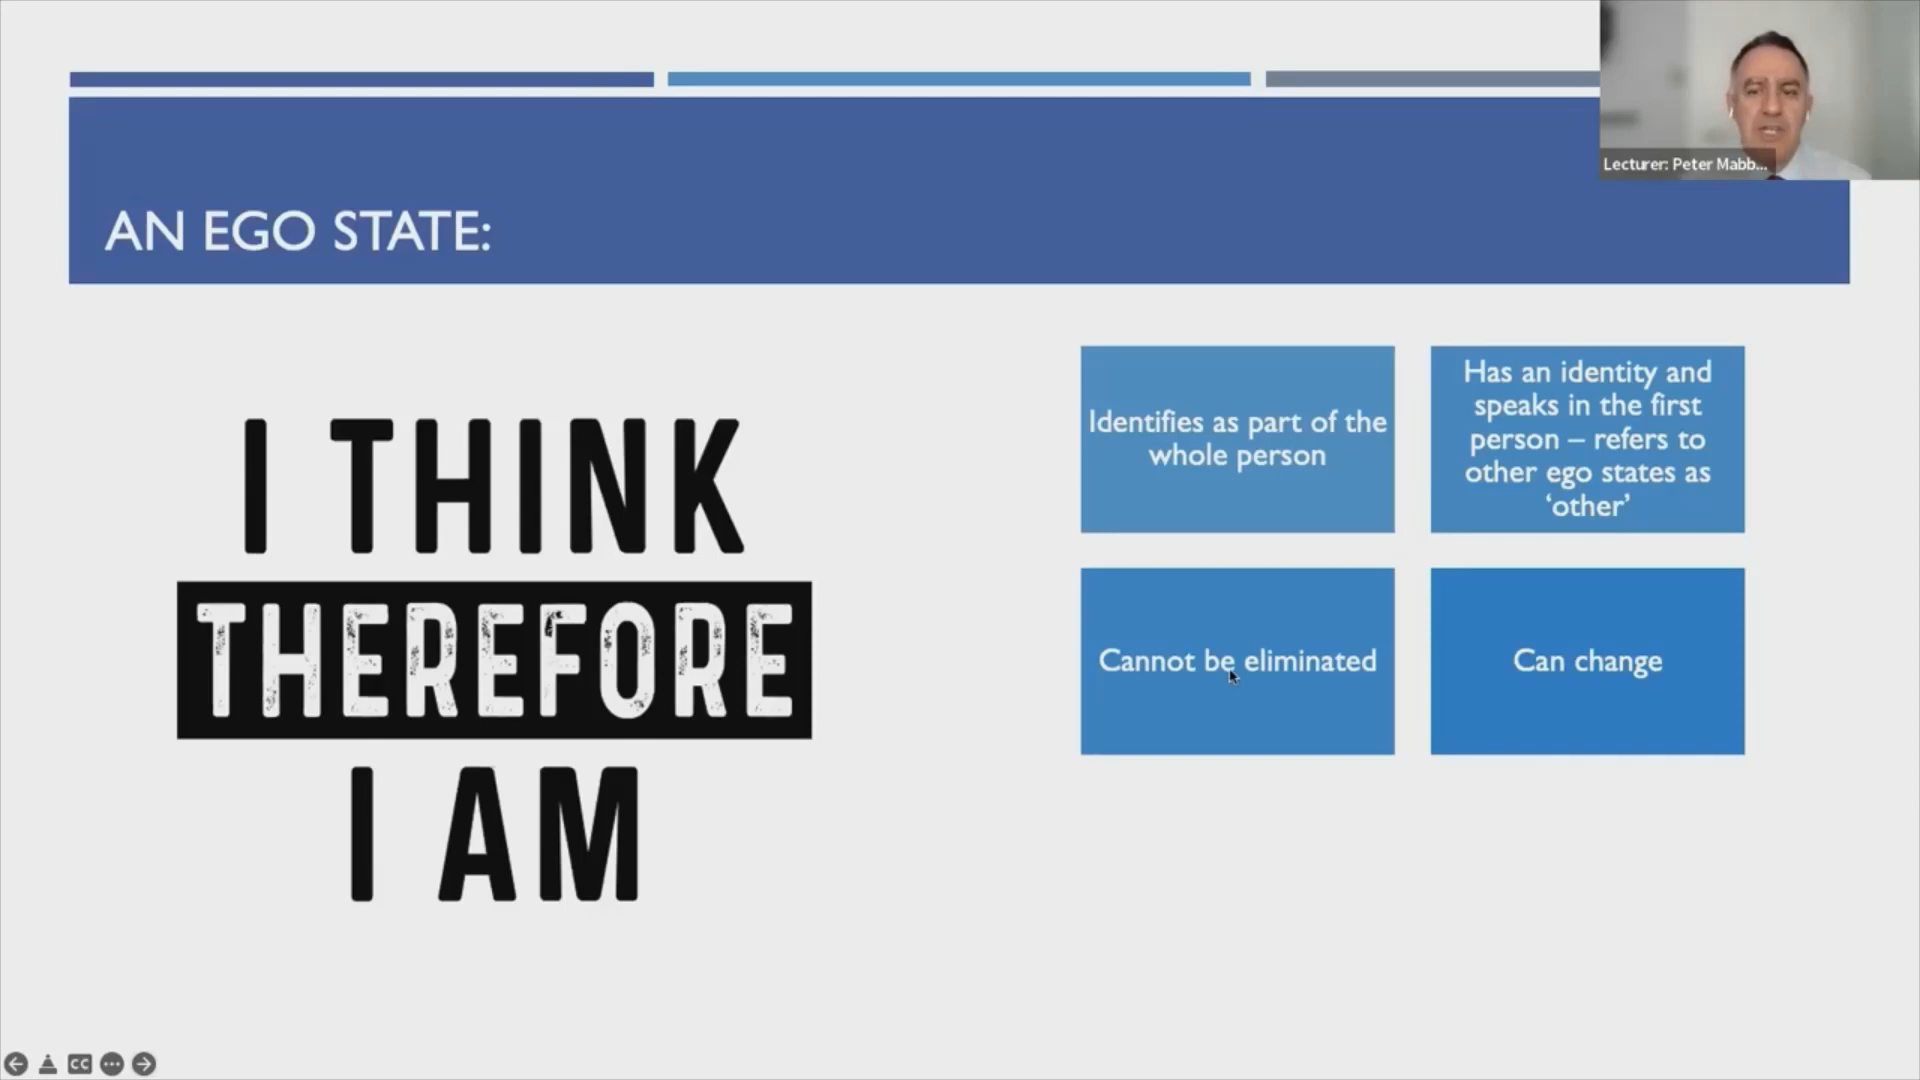 Lecturer: Peter Mabb...
AN EGO STATE:
I THINK
THEREFORE
I AM
Identifies as part of the
whole person
Has an identity and
speaks in the first
person – refers to
other ego states as
‘other’
Cannot be eliminated
Can change
CC